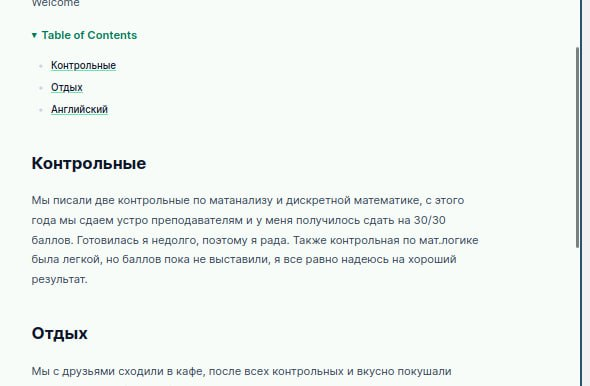 Welcome
▾ Table of Contents
Контрольные
Отдых
Английский
Контрольные
Мы писали две контрольные по матанализу и дискретной математике, с этого
года мы сдаем устро преподавателям и у меня получилось сдать на 30/30
баллов. Готовилась я недолго, поэтому я рада. Также контрольная по мат.логике
была легкой, но баллов пока не выставили, я все равно надеюсь на хороший
результат.
Отдых
Мы с друзьями сходили в кафе, после всех контрольных и вкусно покушали